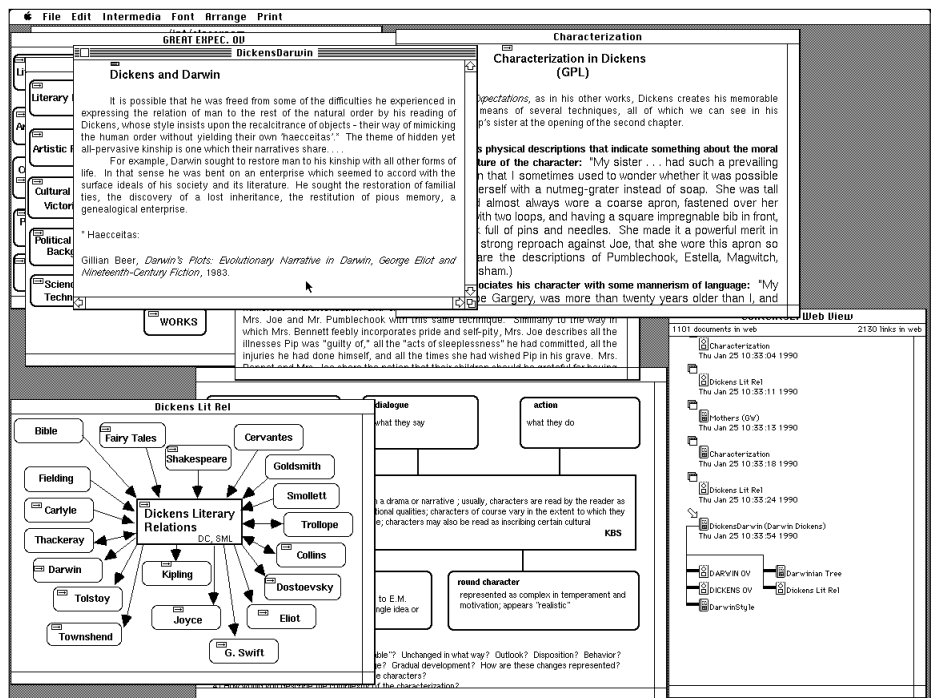 File Edit Intermedia Font Arrange Print
GREAT EXPEC. OV
Literary
Artistic
Cultural
Victori
Political
Backg
Scienc
Techn
WORKS
DickensDarwin
Dickens and Darwin
It is possible that he was freed from some of the difficulties he experienced in
expressing the relation of man to the rest of the natural order by his reading of
Dickens, whose style insists upon the recalcitrance of objects - their way of mimicking
the human order without yielding their own 'haecceitas'.* The theme of hidden yet
all-pervasive kinship is one which their narratives share. . . .
For example, Darwin sought to restore man to his kinship with all other forms of
life. In that sense he was bent on an enterprise which seemed to accord with the
surface ideals of his society and its literature. He sought the restoration of familial
ties, the discovery of a lost inheritance, the restitution of pious memory, a
genealogical enterprise.
* Haecceitas:
Gillian Beer, Darwin's Plots: Evolutionary Narrative in Darwin, George Eliot and
Nineteenth-Century Fiction, 1983.
Characterization
Characterization in Dickens
(GPL)
Expectations, as in his other works, Dickens creates his memorable
means of several techniques, all of which we can see in his
p's sister at the opening of the second chapter.
s physical descriptions that indicate something about the moral
ture of the character: "My sister . . . had such a prevailing
n that I sometimes used to wonder whether it was possible
erself with a nutmeg-grater instead of soap. She was tall
d almost always wore a coarse apron, fastened over her
with two loops, and having a square impregnable bib in front,
k full of pins and needles. She made it a powerful merit in
strong reproach against Joe, that she wore this apron so
are the descriptions of Pumblechook, Estella, Magwitch,
sham.)
ociates his character with some mannerism of language: "My
oe Gargery, was more than twenty years older than I, and
Mrs. Joe and Mr. Pumblechook with this same technique. Similarly to the way in
which Mrs. Bennett feebly incorporates pride and self-pity, Mrs. Joe describes all the
illnesses Pip was "guilty of," all the "acts of sleeplessness" he had committed, all the
injuries he had done himself, and all the times she had wished Pip in his grave. Mrs.
Bennet and Mrs. Joe share the notion that their children should be grateful for having
Web View
1101 documents in web 2130 links in web
Characterization
Thu Jan 25 10:33:04 1990
Dickens Lit Rel
Thu Jan 25 10:33:11 1990
Mothers (GW)
Thu Jan 25 10:33:13 1990
Characterization
Thu Jan 25 10:33:18 1990
Dickens Lit Rel
Thu Jan 25 10:33:24 1990
DickensDarwin (Darwin Dickens)
Thu Jan 25 10:33:54 1990
DARWIN OV Darwinian Tree
DICKENS OV Dickens Lit Rel
DarwinStyle
Dickens Lit Rel
Bible
Fairy Tales
Cervantes
Shakespeare
Goldsmith
Fielding
Smollett
Carlyle
Dickens Literary
Relations
DC, SML
Trollope
Thackeray
Collins
Darwin
Kipling
Dostoevsky
Tolstoy
Joyce
Eliot
Townshend
G. Swift
dialogue
what they say
action
what they do
n a drama or narrative ; usually, characters are read by the reader as
tional qualities; characters of course vary in the extent to which they
e; characters may also be read as inscribing certain cultural
KBS
to E.M.
ngle idea or
round character
represented as complex in temperament and
motivation; appears "realistic"
able"? Unchanged in what way? Outlook? Disposition? Behavior?
ge? Gradual development? How are these changes represented?
e characters?
of the characterization?